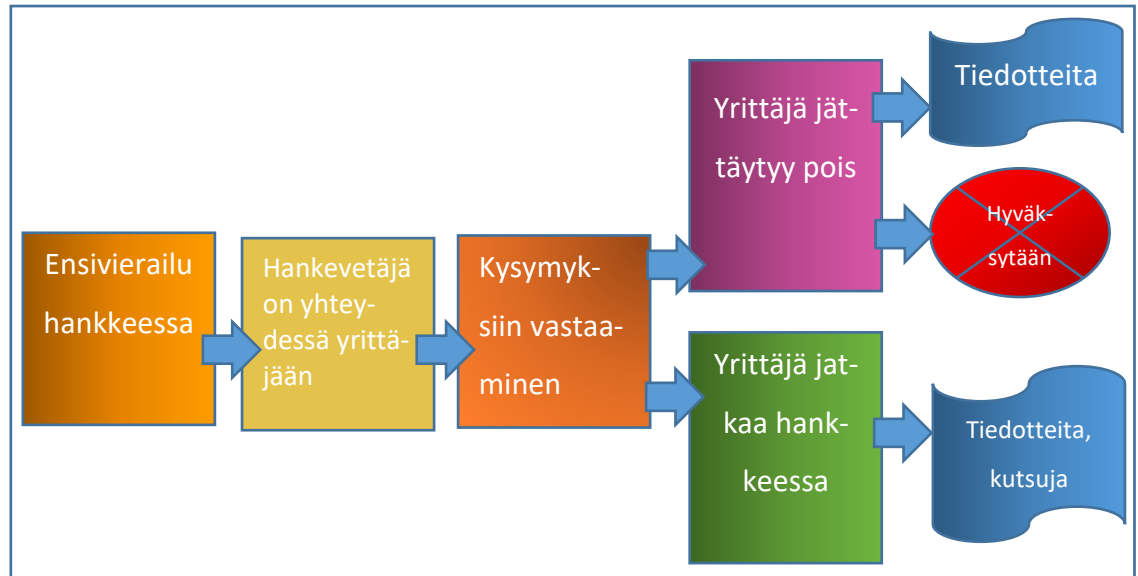 Ensivierailu
hankkeessa
Hankevetäjä
on yhtey-
dessä yrittä-
jään
Kysymyk-
siin vastaa-
minen
Yrittäjä jät-
täytyy pois
Tiedotteita
Hyväk-
sytään
Yrittäjä jat-
kaa hank-
keessa
Tiedotteita,
kutsuja